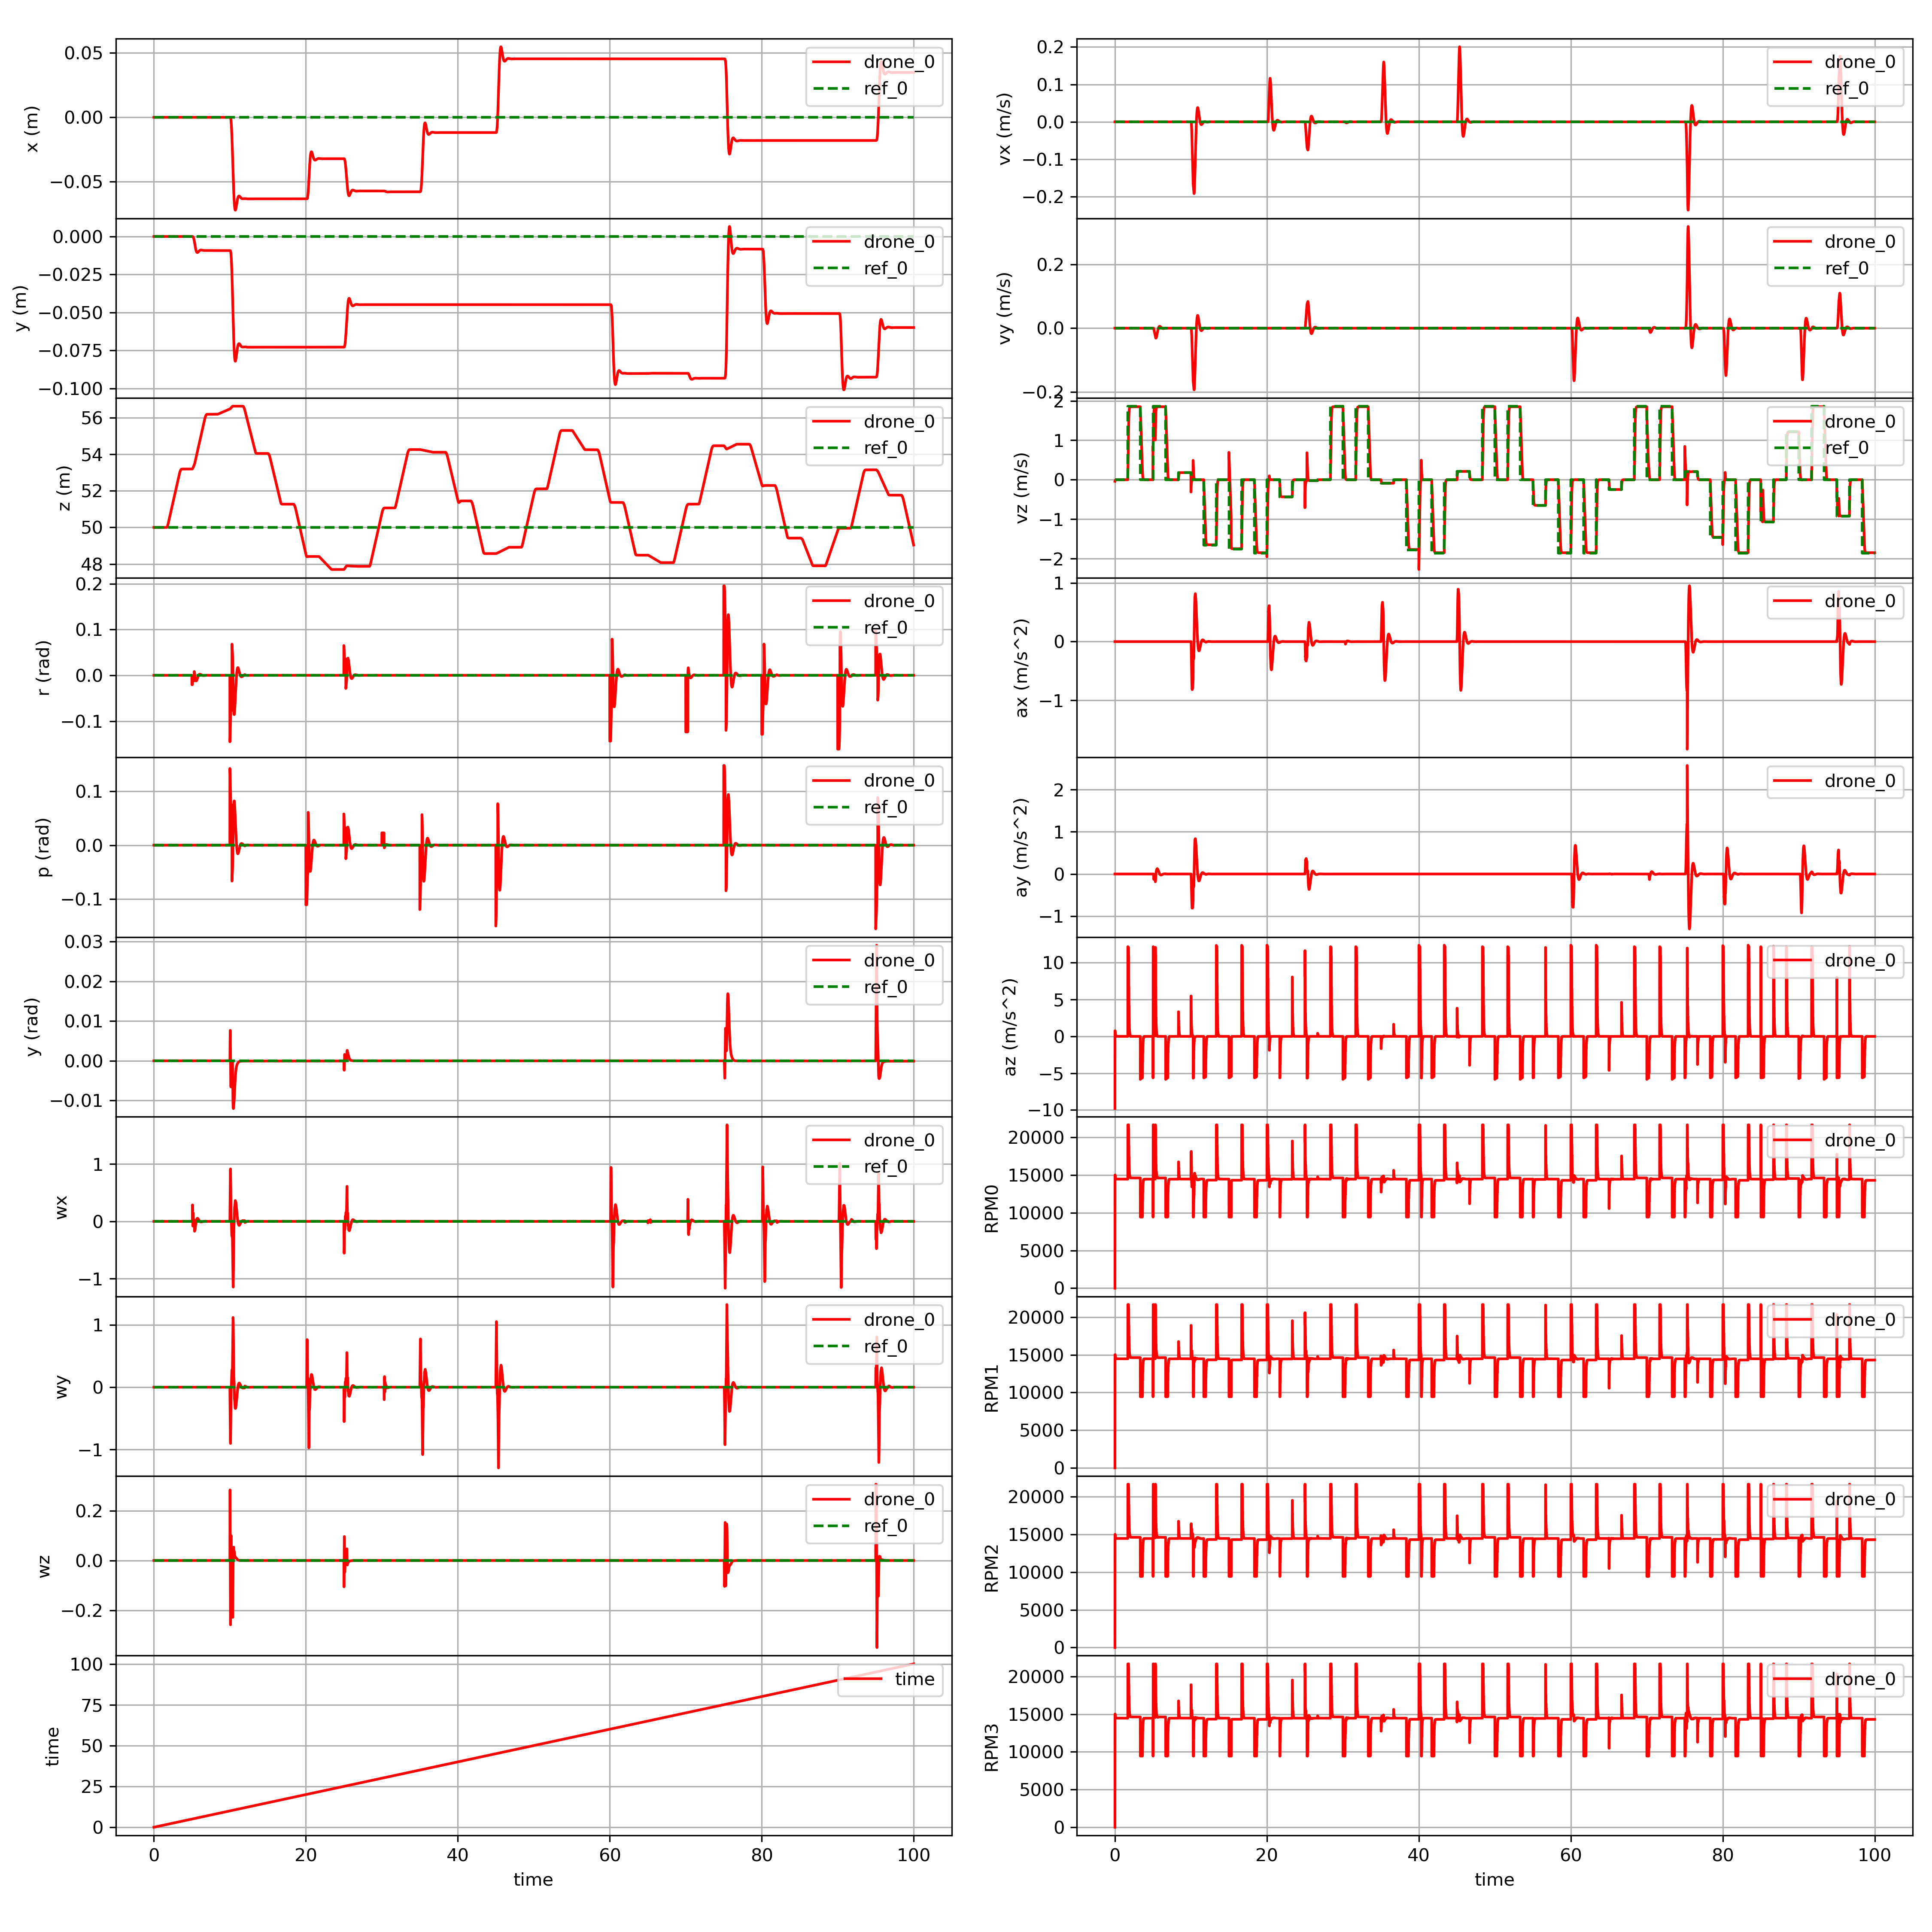 0.05
0.00
−0.05
x (m)
drone_0
ref_0
0.000
−0.025
−0.050
−0.075
−0.100
y (m)
drone_0
ref_0
56
54
52
50
48
z (m)
drone_0
ref_0
0.2
0.1
0.0
−0.1
r (rad)
drone_0
ref_0
0.1
0.0
−0.1
p (rad)
drone_0
ref_0
0.03
0.02
0.01
0.00
−0.01
y (rad)
drone_0
ref_0
1
0
−1
wx
drone_0
ref_0
1
0
−1
wy
drone_0
ref_0
0.2
0.0
−0.2
wz
drone_0
ref_0
100
75
50
25
0
time
time
0 20 40 60 80 100
time
0.2
0.1
0.0
−0.1
−0.2
vx (m/s)
drone_0
ref_0
0.2
0.0
−0.2
vy (m/s)
drone_0
ref_0
2
1
0
−1
−2
vz (m/s)
drone_0
ref_0
1
0
−1
ax (m/s^2)
drone_0
2
1
0
−1
ay (m/s^2)
drone_0
10
5
0
−5
−10
az (m/s^2)
drone_0
20000
15000
10000
5000
0
RPM0
drone_0
20000
15000
10000
5000
0
RPM1
drone_0
20000
15000
10000
5000
0
RPM2
drone_0
20000
15000
10000
5000
0
RPM3
drone_0
0 20 40 60 80 100
time